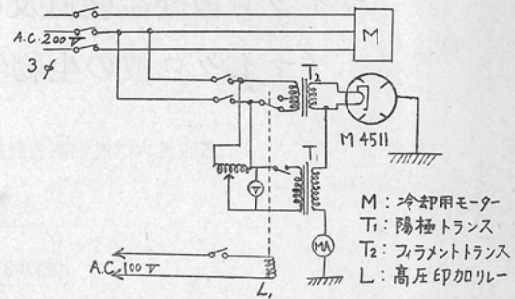 A.C. 200V
3φ
M
T₂
M4511
T₁
V
MA
A.C. 100V
L₁
M：冷却用モーター
T₁：陽極トランス
T₂：フィラメントトランス
L：高圧印加リレー